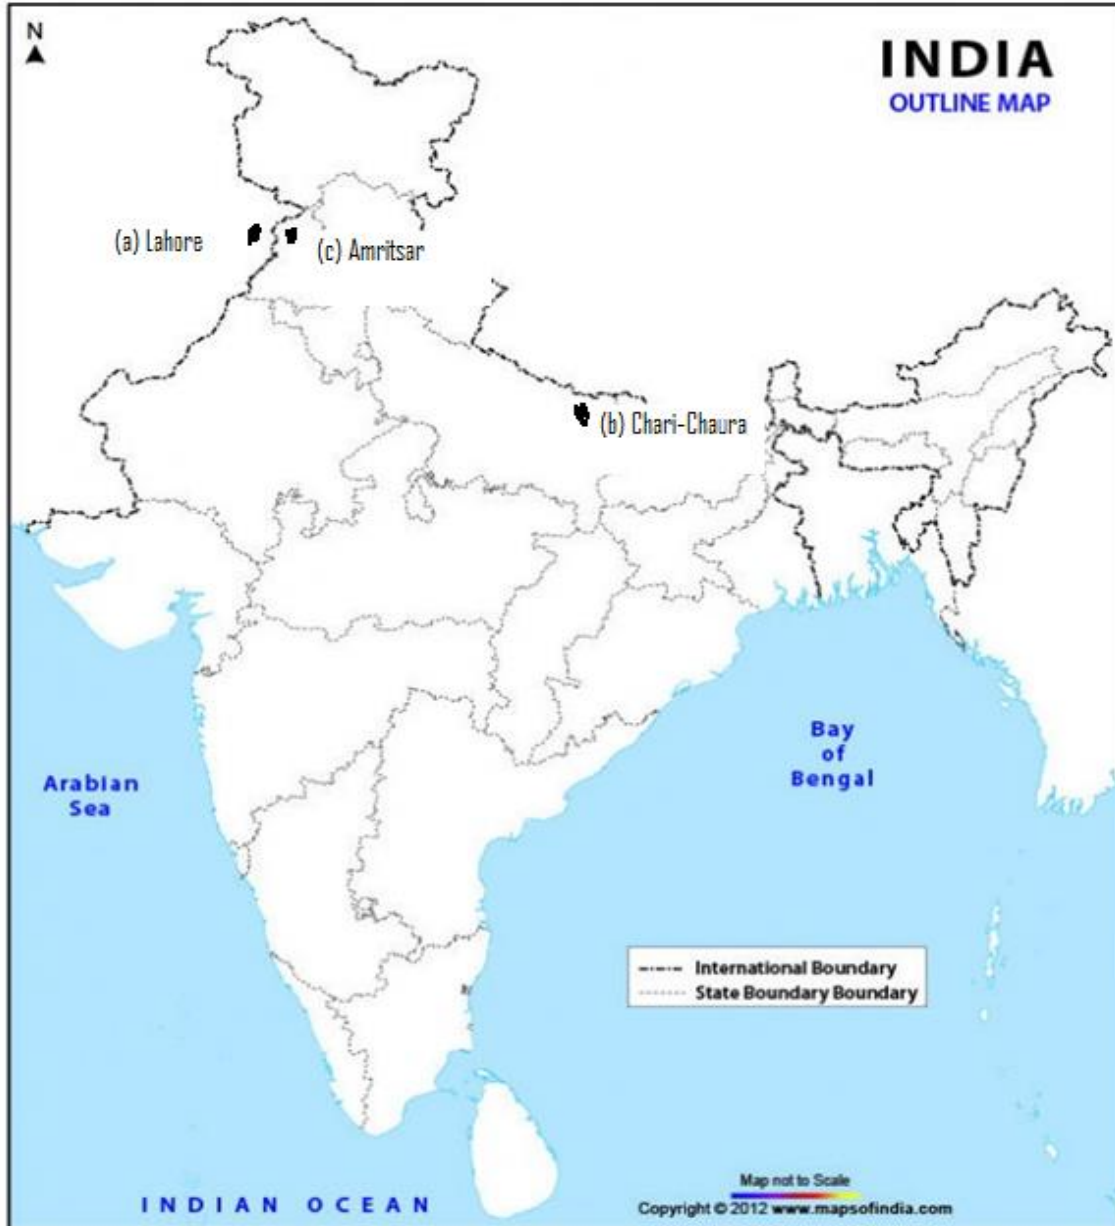 N
INDIA
OUTLINE MAP
(a) Lahore
(c) Amritsar
(b) Chari-Chaura
Arabian
Sea
Bay
of
Bengal
International Boundary
State Boundary Boundary
INDIAN OCEAN
Map not to Scale
Copyright © 2012 www.mapsofindia.com